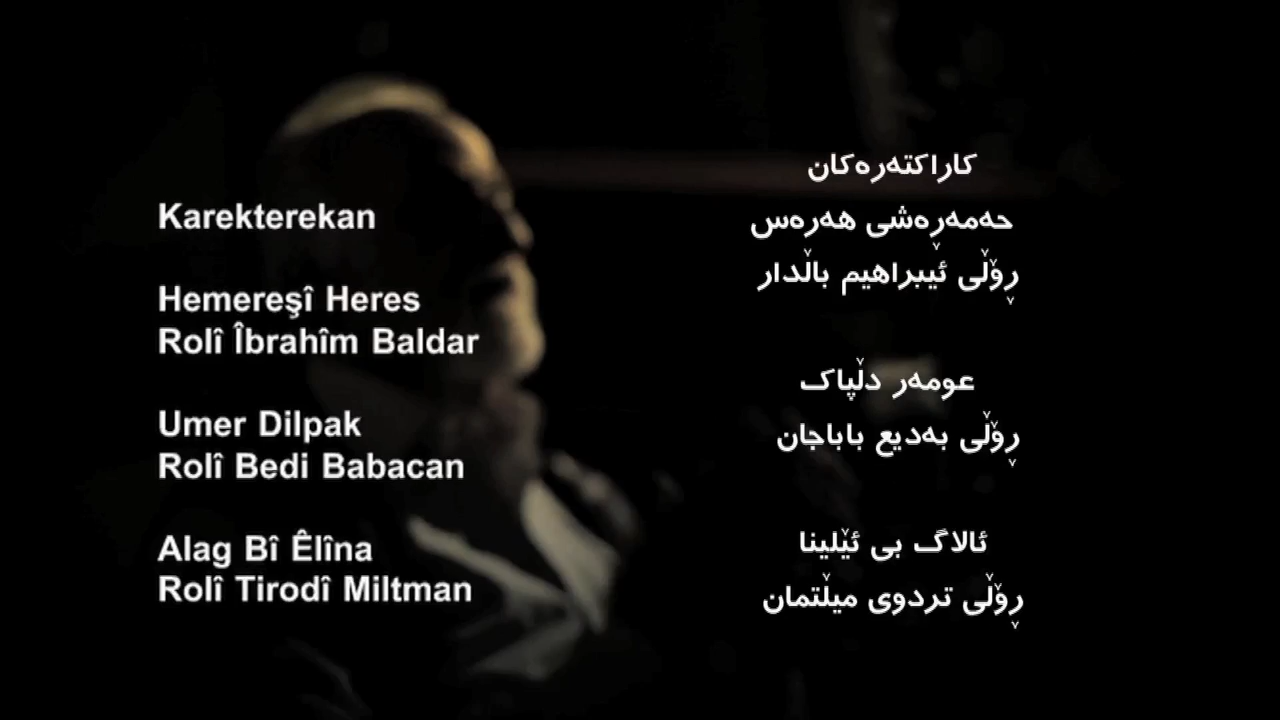 Karekterekan
Hemereşî Heres
Rolî Îbrahîm Baldar
Umer Dilpak
Rolî Bedi Babacan
Alag Bî Êlîna
Rolî Tirodî Miltman
کاراکتەرەکان
حەمەرەشی هەرەس
ڕۆڵی ئیبراهیم باڵدار
عومەر دڵپاک
ڕۆڵی بەدیع باباجان
ئالاگ بی ئێلینا
ڕۆڵی تردوی میڵتمان